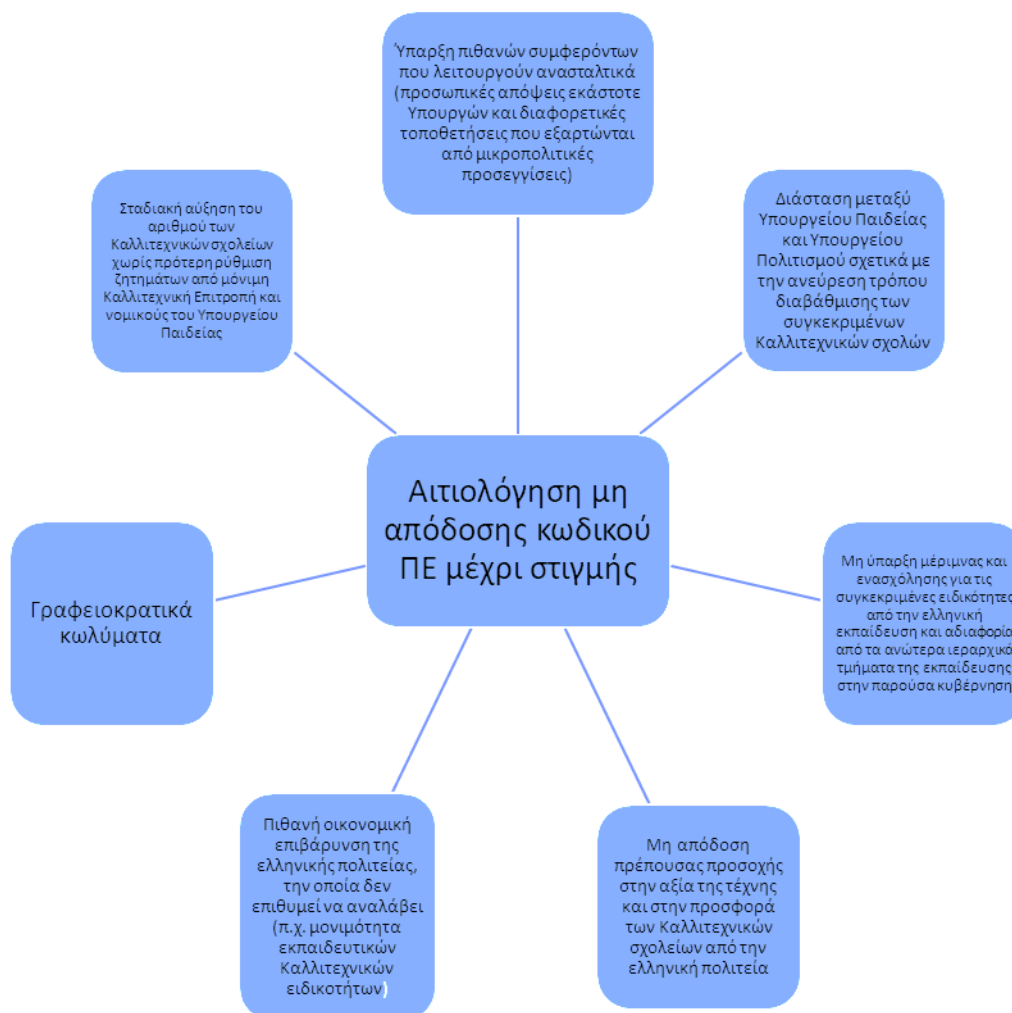 Ύπαρξη πιθανών συμφερόντων
που λειτουργούν ανασταλτικά
(προσωπικές απόψεις εκάστοτε
Υπουργών και διαφορετικές
τοποθετήσεις που εξαρτώνται
από μικροπολιτικές
προσεγγίσεις)
Διάσταση μεταξύ
Υπουργείου Παιδείας
και Υπουργείου
Πολιτισμού σχετικά με
την ανεύρεση τρόπου
διαβάθμισης των
συγκεκριμένων
Καλλιτεχνικών σχολών
Μη ύπαρξη μέριμνας και
ενασχόλησης για τις
συγκεκριμένες ειδικότητες
από την ελληνική
εκπαίδευση και αδιαφορία
από τα ανώτερα ιεραρχικά
τμήματα της εκπαίδευσης
στην παρούσα κυβέρνηση
Μη απόδοση
πρέπουσας προσοχής
στην αξία της τέχνης
και στην προσφορά
των Καλλιτεχνικών
σχολείων από την
ελληνική πολιτεία
Πιθανή οικονομική
επιβάρυνση της
ελληνικής πολιτείας,
την οποία δεν
επιθυμεί να αναλάβει
(π.χ. μονιμότητα
εκπαιδευτικών
Καλλιτεχνικών
ειδικοτήτων)
Γραφειοκρατικά
κωλύματα
Σταδιακή αύξηση του
αριθμού των
Καλλιτεχνικών σχολείων
χωρίς πρότερη ρύθμιση
ζητημάτων από μόνιμη
Καλλιτεχνική Επιτροπή και
νομικούς του Υπουργείου
Παιδείας
Αιτιολόγηση μη
απόδοσης κωδικού
ΠΕ μέχρι στιγμής